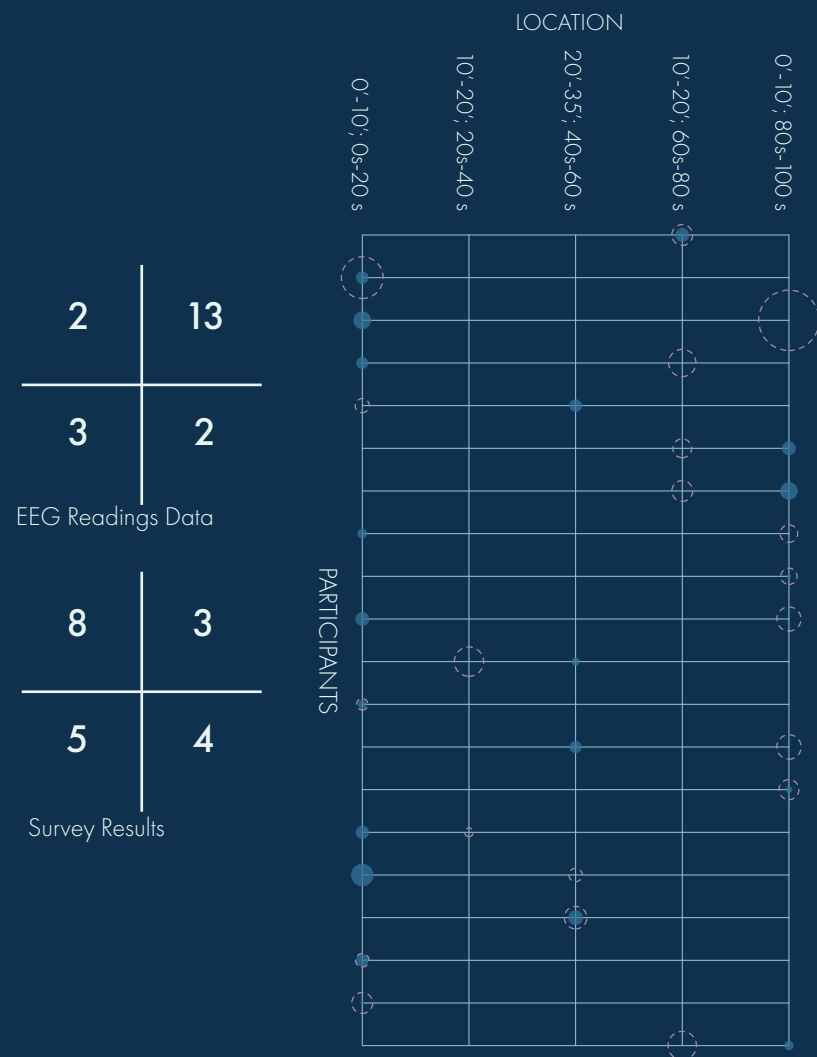 LOCATION
0'-10'; 0s-20 s
10'-20'; 20s-40 s
20'-35'; 40s-60 s
10'-20'; 60s-80 s
0'-10'; 80s-100 s
2 13
3 2
EEG Readings Data
8 3
5 4
Survey Results
PARTICIPANTS